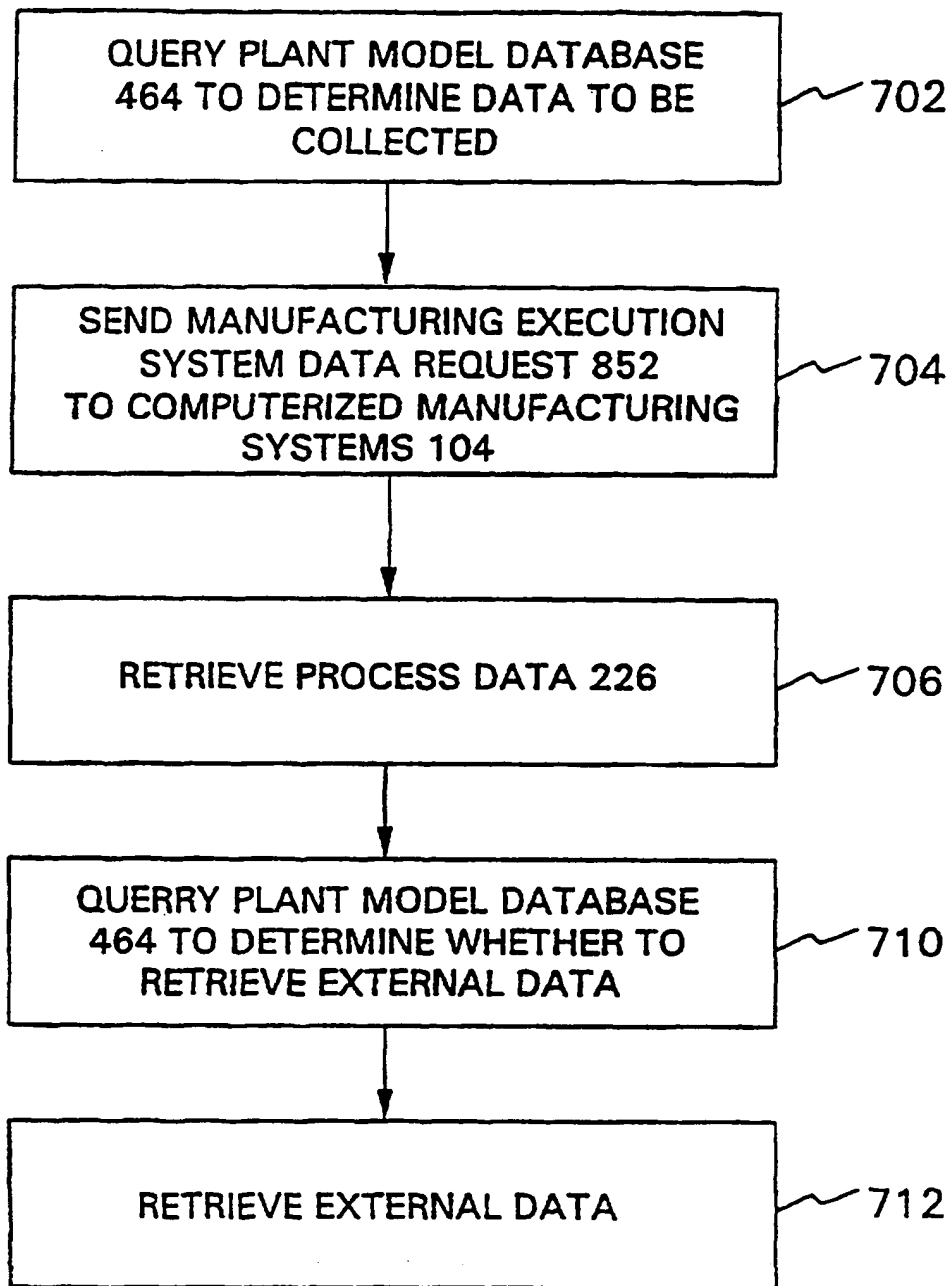 QUERY PLANT MODEL DATABASE
464 TO DETERMINE DATA TO BE
COLLECTED
702
SEND MANUFACTURING EXECUTION
SYSTEM DATA REQUEST 852
TO COMPUTERIZED MANUFACTURING
SYSTEMS 104
704
RETRIEVE PROCESS DATA 226
706
QUERRY PLANT MODEL DATABASE
464 TO DETERMINE WHETHER TO
RETRIEVE EXTERNAL DATA
710
RETRIEVE EXTERNAL DATA
712